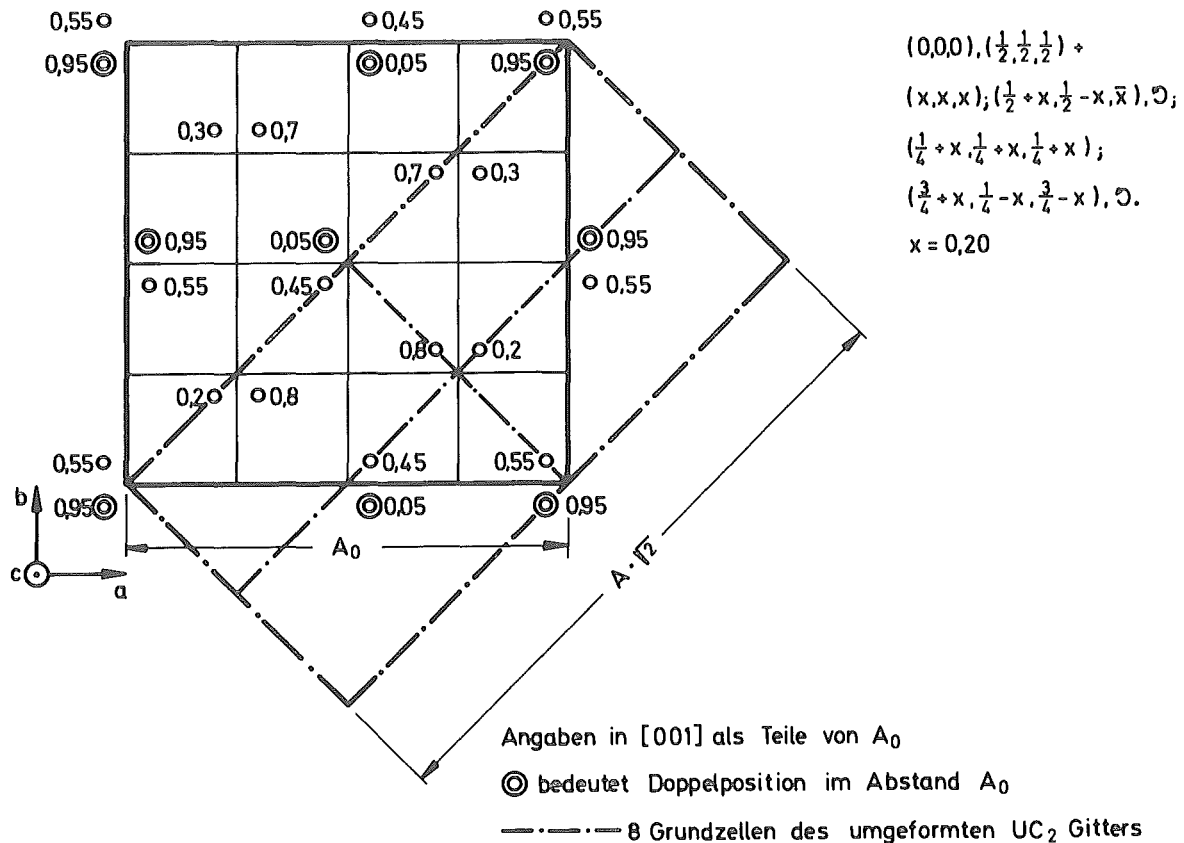 0,55 0,45 0,55
0,95 0,05 0,95
(0,0,0),(½,½,½) +
(x,x,x);(½+x,½-x,x̄),Ↄ;
0,3 0,7
(¼+x,¼+x,¼+x);
0,7 0,3
(¾+x,¼-x,¾-x),Ↄ.
x = 0,20
0,95 0,05 0,95
0,55 0,45 0,55
0,8 0,2
0,2 0,8
0,55 0,45 0,55
b
0,95 0,05 0,95
A₀
c a
A·√2
Angaben in [001] als Teile von A₀
bedeutet Doppelposition im Abstand A₀
8 Grundzellen des umgeformten UC₂ Gitters